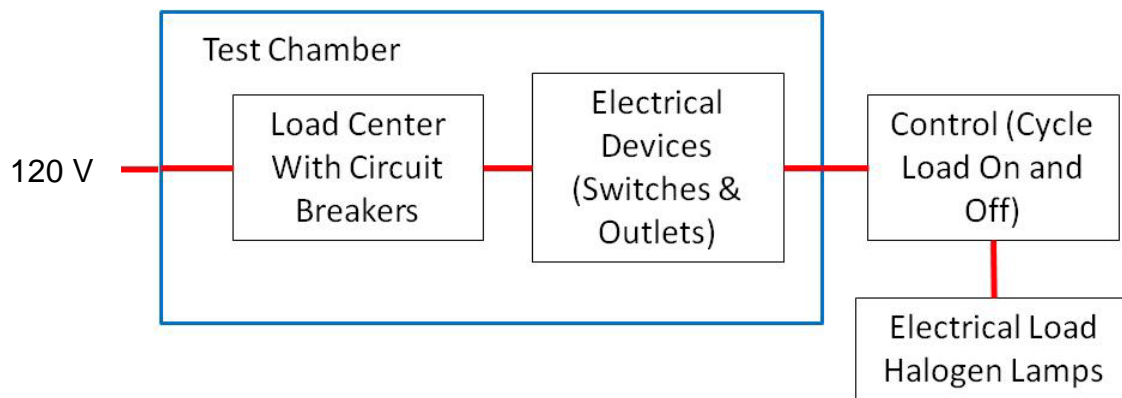 Test Chamber
120 V
Load Center
With Circuit
Breakers
Electrical
Devices
(Switches &
Outlets)
Control (Cycle
Load On and
Off)
Electrical Load
Halogen Lamps